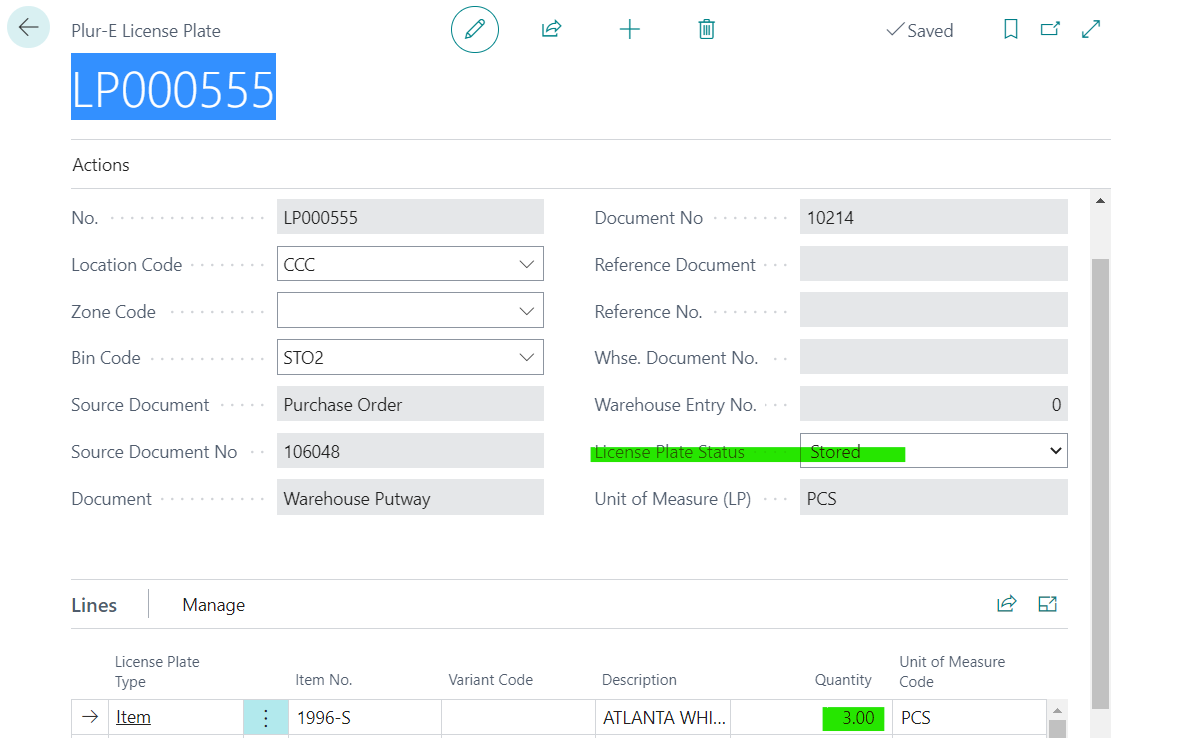 Plur-E License Plate
Saved
LP000555
Actions
No. LP000555
Document No 10214
Location Code CCC
Reference Document
Zone Code
Reference No.
Bin Code STO2
Whse. Document No.
Source Document Purchase Order
Warehouse Entry No. 0
Source Document No 106048
License Plate Status Stored
Document Warehouse Putway
Unit of Measure (LP) PCS
Lines Manage
License Plate Type Item No. Variant Code Description Quantity Unit of Measure Code
Item 1996-S ATLANTA WHI... 3.00 PCS